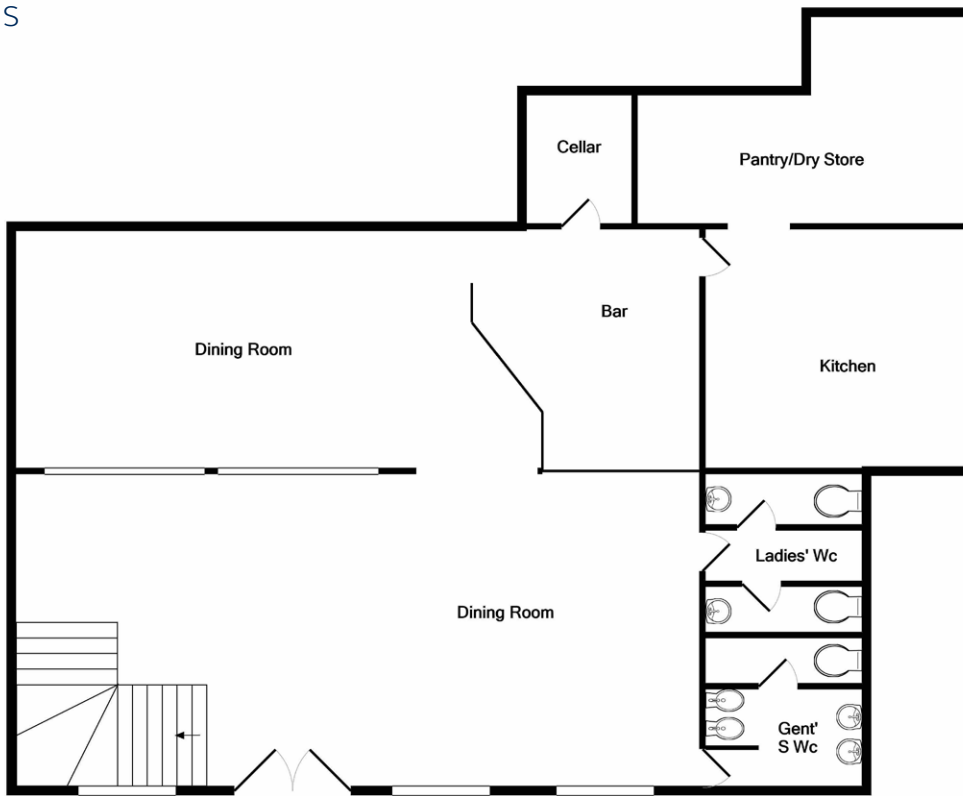 S
Cellar
Pantry/Dry Store
Bar
Dining Room
Kitchen
Ladies' Wc
Dining Room
Gent'
S Wc